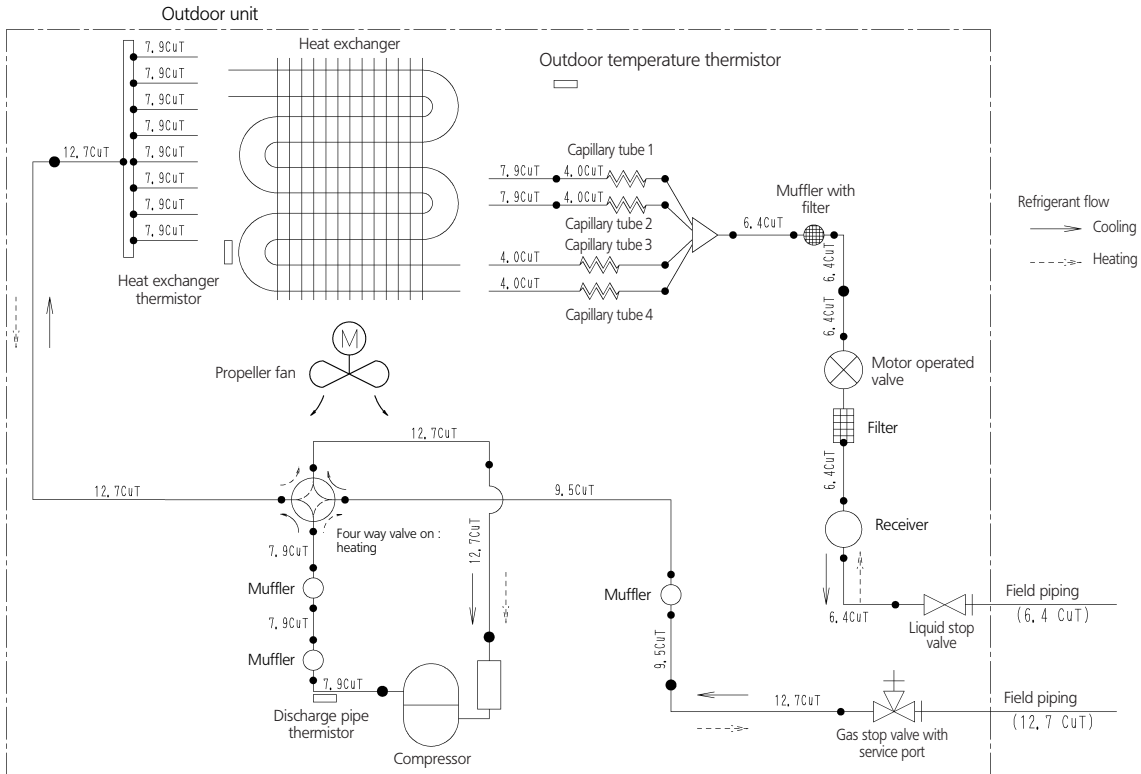 Outdoor unit
7.9CuT
7.9CuT
7.9CuT
7.9CuT
7.9CuT
7.9CuT
7.9CuT
7.9CuT
12.7CuT
Heat exchanger
thermistor
Heat exchanger
Outdoor temperature thermistor
Capillary tube 1
7.9CuT
4.0CuT
7.9CuT
4.0CuT
Capillary tube 2
Capillary tube 3
4.0CuT
4.0CuT
Capillary tube 4
6.4CuT
Muffler with
filter
6.4CuT
6.4CuT
Refrigerant flow
Cooling
Heating
M
Propeller fan
Motor operated
valve
Filter
6.4CuT
Receiver
12.7CuT
12.7CuT
9.5CuT
Four way valve on :
heating
12.7CuT
7.9CuT
Muffler
7.9CuT
Muffler
7.9CuT
Discharge pipe
thermistor
Compressor
Muffler
9.5CuT
6.4CuT
Liquid stop
valve
Field piping
(6.4 CuT)
12.7CuT
Gas stop valve with
service port
Field piping
(12.7 CuT)